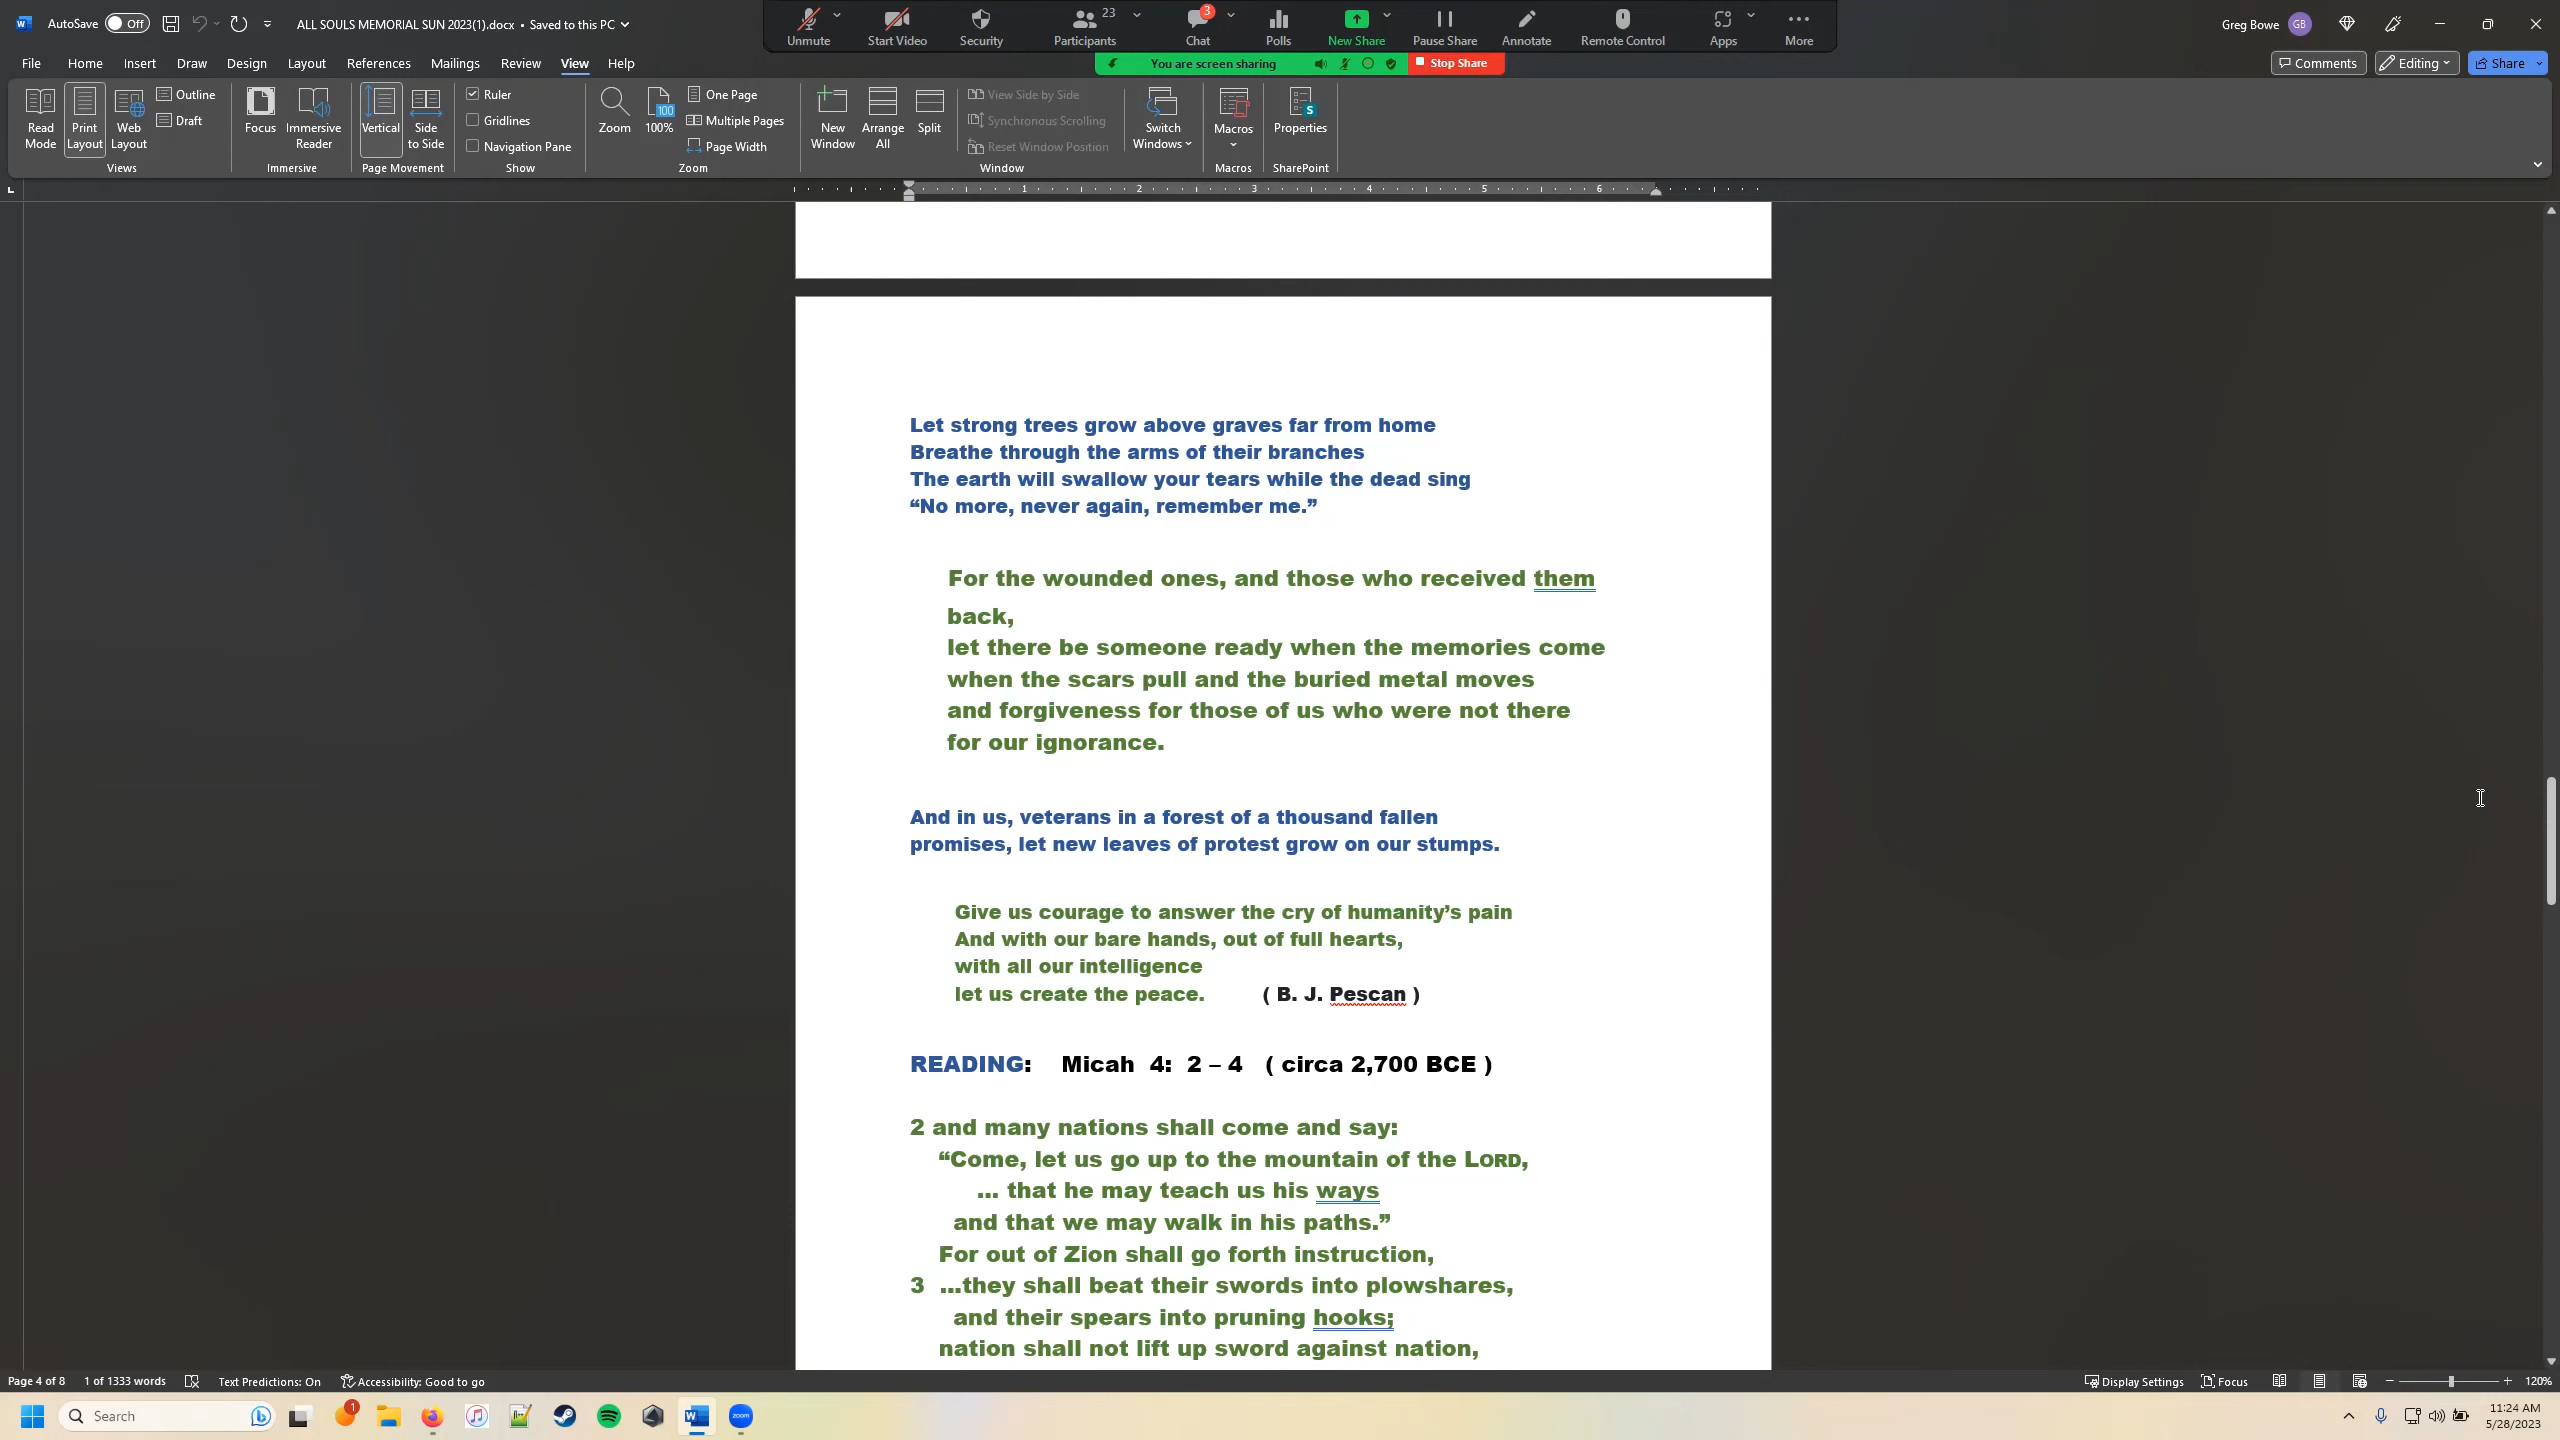 AutoSave Off ALL SOULS MEMORIAL SUN 2023(1).docx • Saved to this PC
Unmute Start Video Security Participants 23 Chat 3 Polls New Share Pause Share Annotate Remote Control Apps More
Greg Bowe GB
You are screen sharing Stop Share
File Home Insert Draw Design Layout References Mailings Review View Help
Comments Editing Share
Read Mode Print Layout Web Layout Outline Draft
Focus Immersive Reader Vertical Side to Side
Ruler Gridlines Navigation Pane
Zoom 100 100% One Page Multiple Pages Page Width
New Window Arrange All Split View Side by Side Synchronous Scrolling Reset Window Position Switch Windows
Macros Properties
Views Immersive Page Movement Show Zoom Window Macros SharePoint
1 2 3 4 5 6
Let strong trees grow above graves far from home
Breathe through the arms of their branches
The earth will swallow your tears while the dead sing
“No more, never again, remember me.”
For the wounded ones, and those who received them
back,
let there be someone ready when the memories come
when the scars pull and the buried metal moves
and forgiveness for those of us who were not there
for our ignorance.
And in us, veterans in a forest of a thousand fallen
promises, let new leaves of protest grow on our stumps.
Give us courage to answer the cry of humanity’s pain
And with our bare hands, out of full hearts,
with all our intelligence
let us create the peace. ( B. J. Pescan )
READING: Micah 4: 2 – 4 ( circa 2,700 BCE )
2 and many nations shall come and say:
“Come, let us go up to the mountain of the LORD,
... that he may teach us his ways
and that we may walk in his paths.”
For out of Zion shall go forth instruction,
3 ...they shall beat their swords into plowshares,
and their spears into pruning hooks;
nation shall not lift up sword against nation,
Page 4 of 8 1 of 1333 words Text Predictions: On Accessibility: Good to go
Display Settings Focus 120%
Search 1 zoom
11:24 AM
5/28/2023